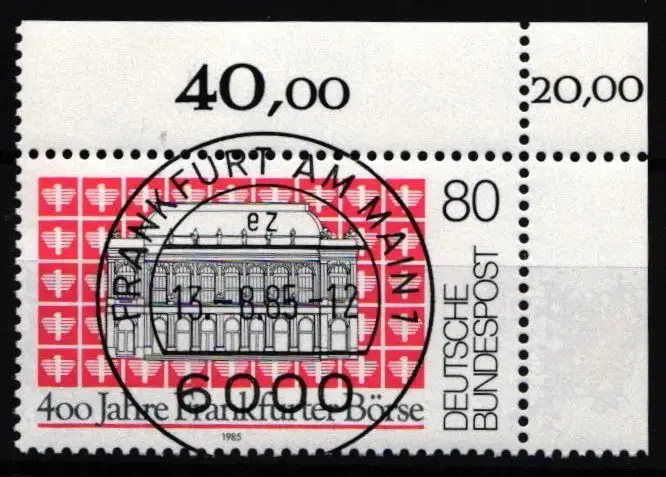 40,00
20,00
80
DEUTSCHE
BUNDESPOST
FRANKFURT AM MAIN 1
ez
13.-8.85-12
6000
400 Jahre Frankfurter Börse
1985